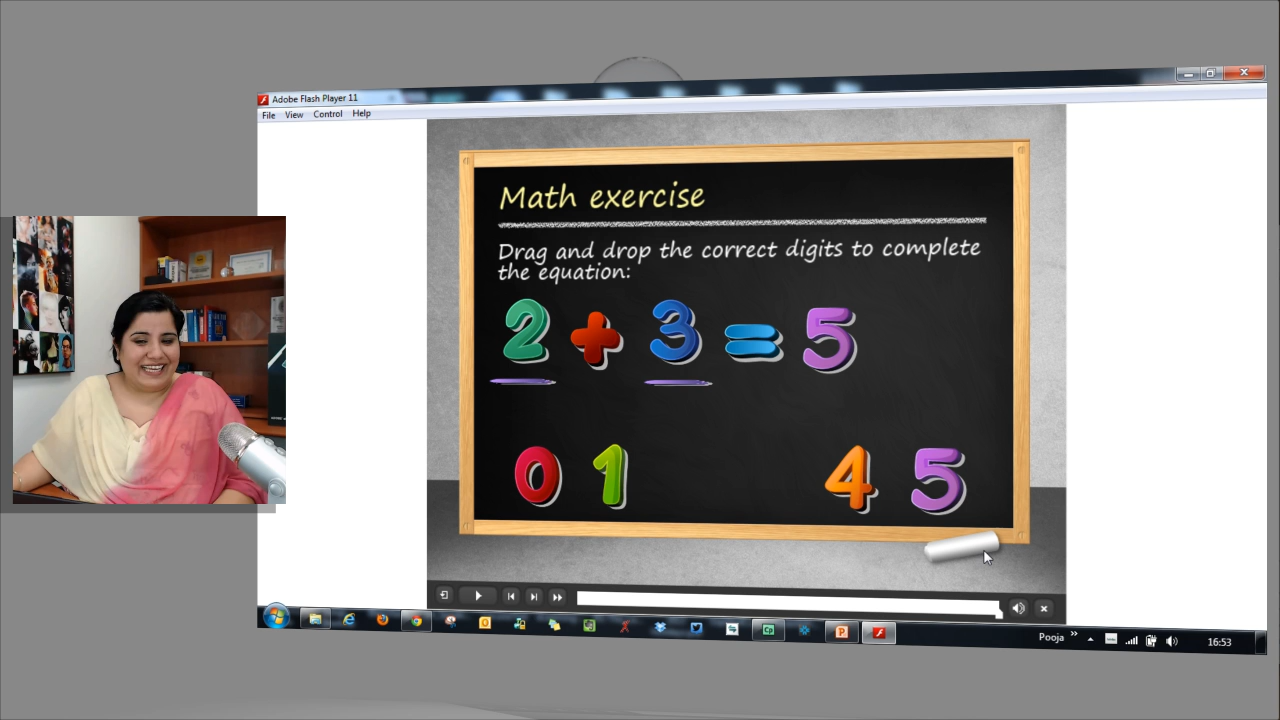 Adobe Flash Player 11
File View Control Help
Math exercise
Drag and drop the correct digits to complete
the equation:
2 + 3 = 5
0 1 4 5
Pooja
16:53